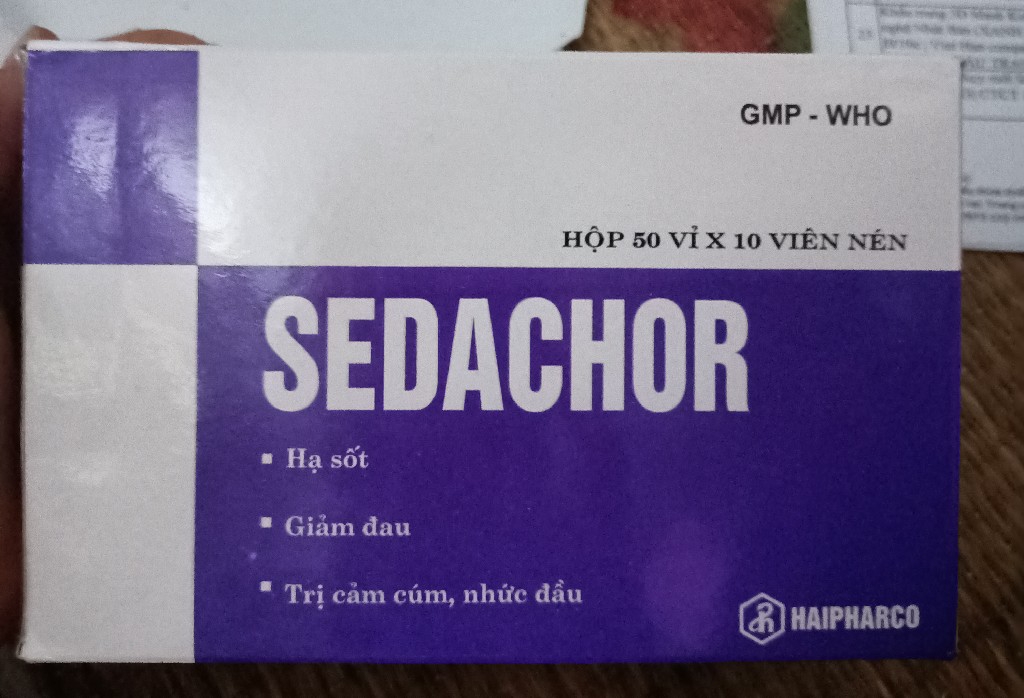 GMP - WHO
HỘP 50 VỈ X 10 VIÊN NÉN
SEDACHOR
▪ Hạ sốt
▪ Giảm đau
▪ Trị cảm cúm, nhức đầu
HAIPHARCO